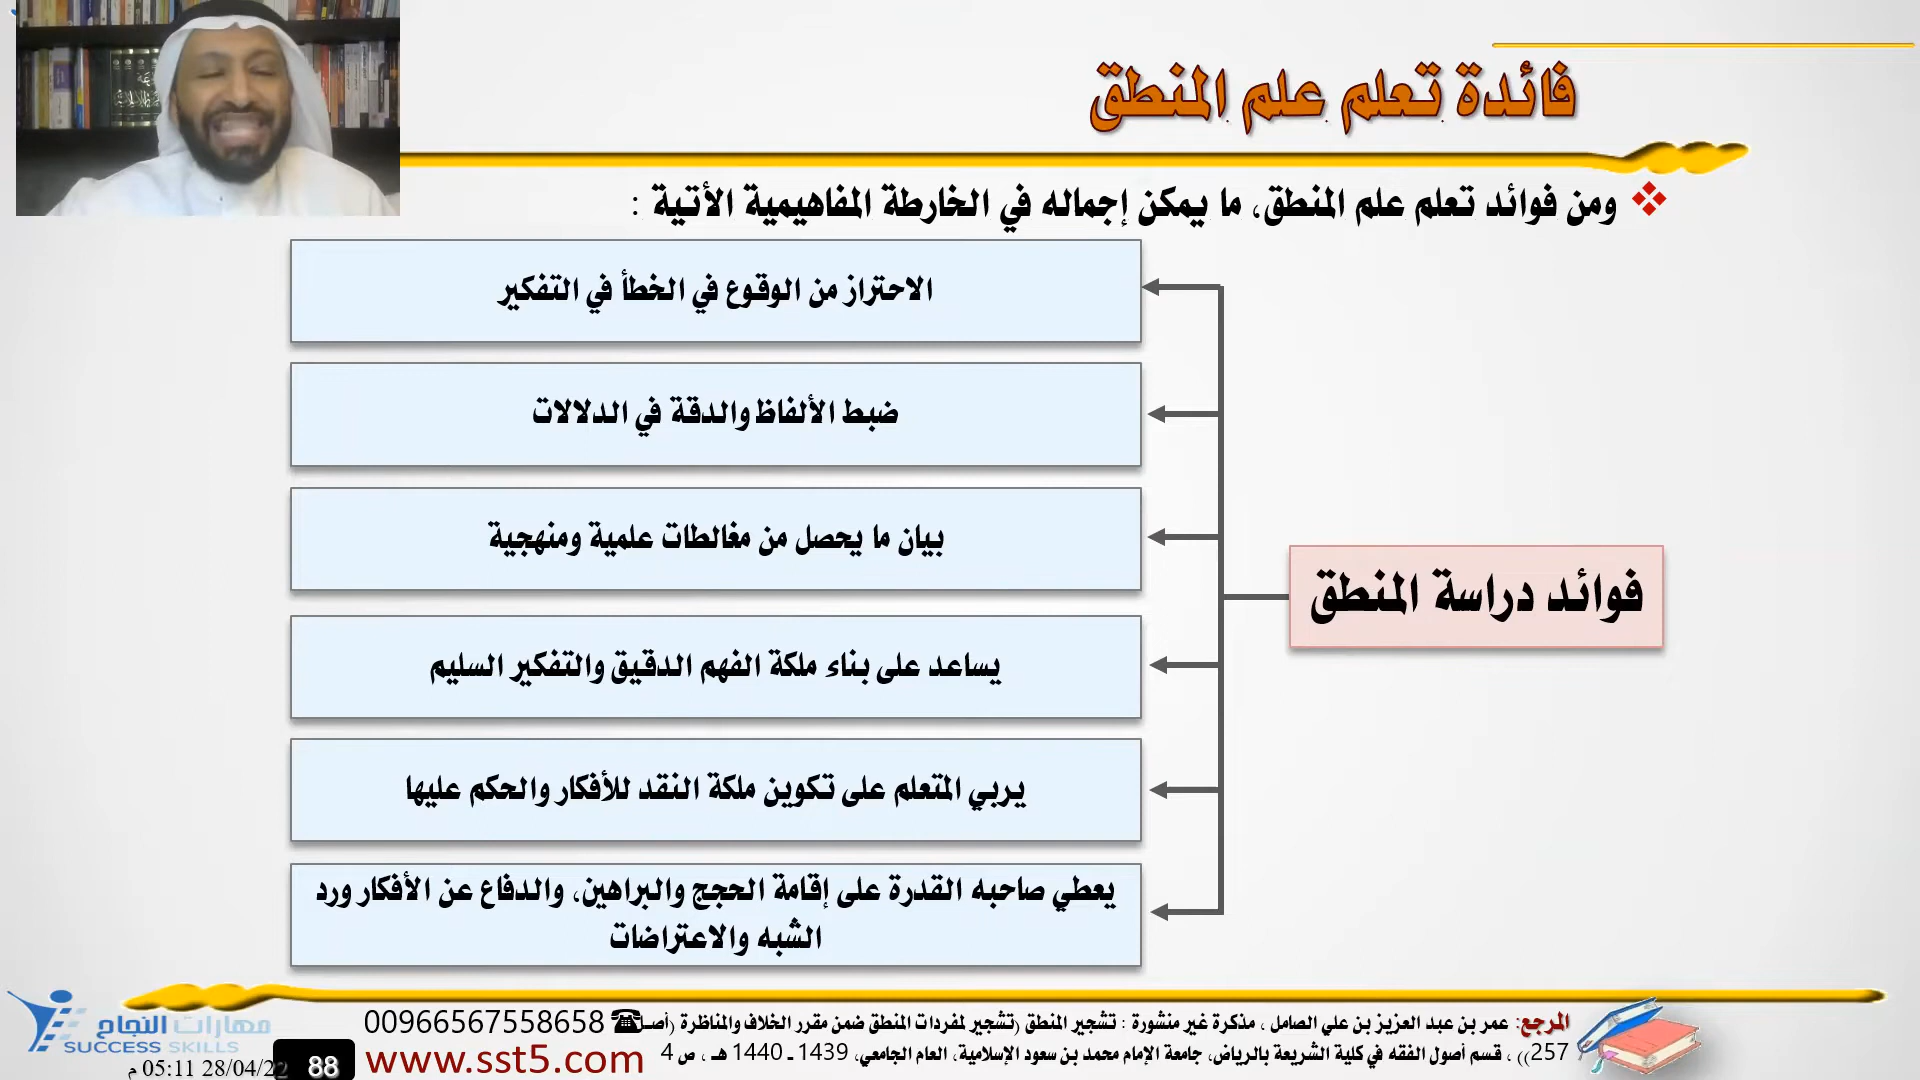 فائدة تعلم علم المنطق
ومن فوائد تعلم علم المنطق، ما يمكن إجماله في الخارطة المفاهيمية الأتية :
الاحتراز من الوقوع في الخطأ في التفكير
ضبط الألفاظ والدقة في الدلالات
بيان ما يحصل من مغالطات علمية ومنهجية
فوائد دراسة المنطق
يساعد على بناء ملكة الفهم الدقيق والتفكير السليم
يربي المتعلم على تكوين ملكة النقد للأفكار والحكم عليها
يعطي صاحبه القدرة على إقامة الحجج والبراهين، والدفاع عن الأفكار ورد
الشبه والاعتراضات
المرجع: عمر بن عبد العزيز بن علي الصامل ، مذكرة غير منشورة : تشجير المنطق (تشجير لمفردات المنطق ضمن مقرر الخلاف والمناظرة (أصل
257)) ، قسم أصول الفقه في كلية الشريعة بالرياض، جامعة الإمام محمد بن سعود الإسلامية، العام الجامعي، 1439 ـ 1440 هـ ، ص 4
00966567558658
www.sst5.com
88
مهارات النجاح
SUCCESS SKILLS
05:11 28/04/22 م